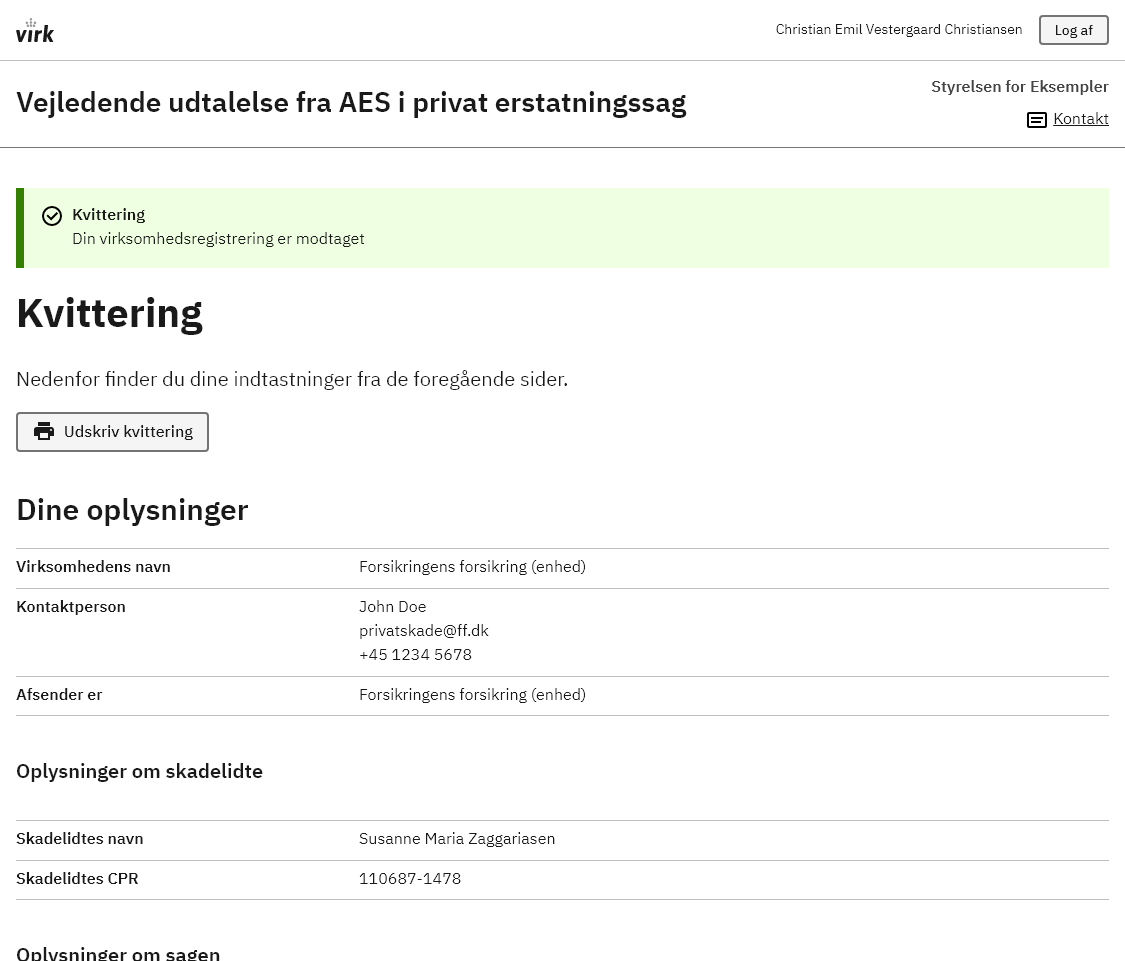 virk
Christian Emil Vestergaard Christiansen
Log af
Vejledende udtalelse fra AES i privat erstatningssag
Styrelsen for Eksempler
Kontakt
Kvittering
Din virksomhedsregistrering er modtaget
Kvittering
Nedenfor finder du dine indtastninger fra de foregående sider.
Udskriv kvittering
Dine oplysninger
Virksomhedens navn Forsikringens forsikring (enhed)
Kontaktperson John Doe
privatskade@ff.dk
+45 1234 5678
Afsender er Forsikringens forsikring (enhed)
Oplysninger om skadelidte
Skadelidtes navn Susanne Maria Zaggariasen
Skadelidtes CPR 110687-1478
Oplysninger om sagen